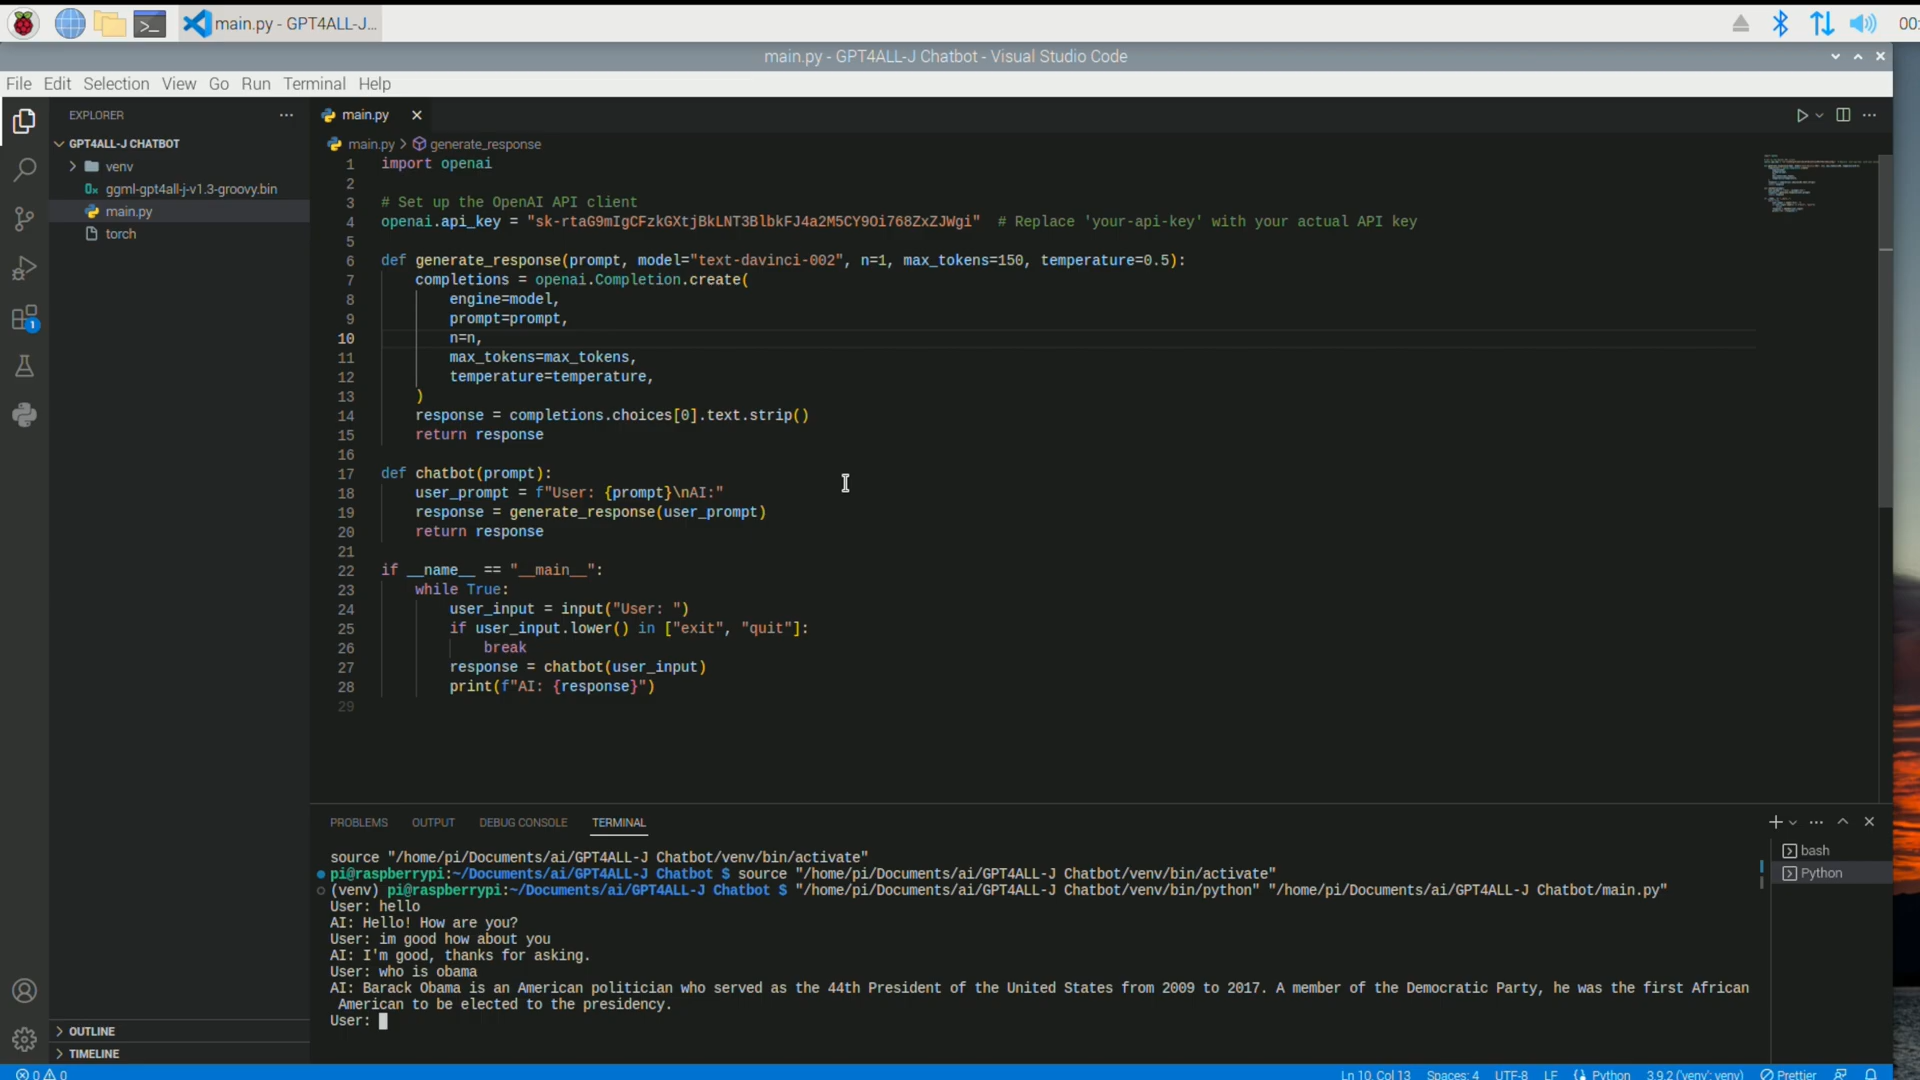 main.py - GPT4ALL-J...
00:
main.py - GPT4ALL-J Chatbot - Visual Studio Code
File Edit Selection View Go Run Terminal Help
EXPLORER
GPT4ALL-J CHATBOT
venv
ggml-gpt4all-j-v1.3-groovy.bin
main.py
torch
OUTLINE
TIMELINE
main.py
main.py > generate_response
1 import openai
2
3 # Set up the OpenAI API client
4 openai.api_key = "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" # Replace 'your-api-key' with your actual API key
5
6 def generate_response(prompt, model="text-davinci-002", n=1, max_tokens=150, temperature=0.5):
7 completions = openai.Completion.create(
8 engine=model,
9 prompt=prompt,
10 n=n,
11 max_tokens=max_tokens,
12 temperature=temperature,
13 )
14 response = completions.choices[0].text.strip()
15 return response
16
17 def chatbot(prompt):
18 user_prompt = f"User: {prompt}\nAI:"
19 response = generate_response(user_prompt)
20 return response
21
22 if __name__ == "__main__":
23 while True:
24 user_input = input("User: ")
25 if user_input.lower() in ["exit", "quit"]:
26 break
27 response = chatbot(user_input)
28 print(f"AI: {response}")
29
PROBLEMS OUTPUT DEBUG CONSOLE TERMINAL
source "/home/pi/Documents/ai/GPT4ALL-J Chatbot/venv/bin/activate"
pi@raspberrypi:~/Documents/ai/GPT4ALL-J Chatbot $ source "/home/pi/Documents/ai/GPT4ALL-J Chatbot/venv/bin/activate"
(venv) pi@raspberrypi:~/Documents/ai/GPT4ALL-J Chatbot $ "/home/pi/Documents/ai/GPT4ALL-J Chatbot/venv/bin/python" "/home/pi/Documents/ai/GPT4ALL-J Chatbot/main.py"
User: hello
AI: Hello! How are you?
User: im good how about you
AI: I'm good, thanks for asking.
User: who is obama
AI: Barack Obama is an American politician who served as the 44th President of the United States from 2009 to 2017. A member of the Democratic Party, he was the first African
American to be elected to the presidency.
User:
bash
Python
1
0 0
Ln 10, Col 13 Spaces: 4 UTF-8 LF Python 3.9.2 ('venv': venv) Prettier